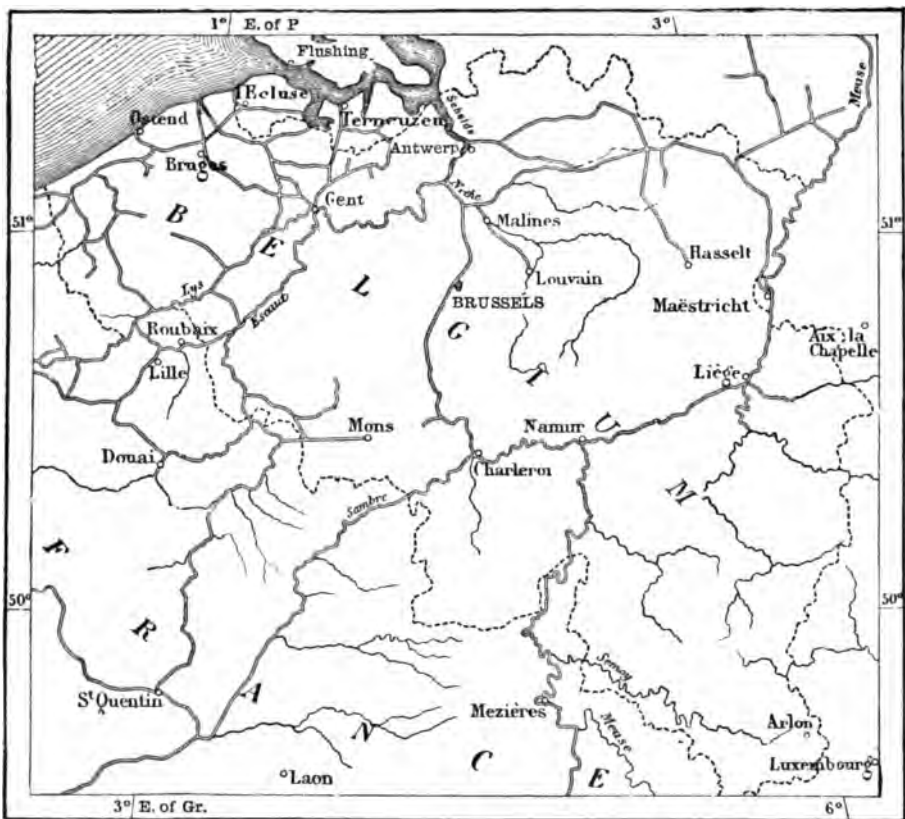 1° E. of P
3°
Flushing
l'Ecluse
Ostend
Terneuzen
Schelde
Meuse
Antwerp
Bruges
Nethe
Gent
Malines
51°
51°
B
E
L
G
I
U
M
Hasselt
Louvain
Lys
Escaut
BRUSSELS
Maëstricht
Roubaix
Aix la
Chapelle
Lille
Liège
Mons
Namur
Douai
Charleroi
Sambre
F
R
A
N
C
E
50°
50°
Semoy
St Quentin
Mezières
Meuse
Arlon
Luxembourg
Laon
3° E. of Gr.
6°